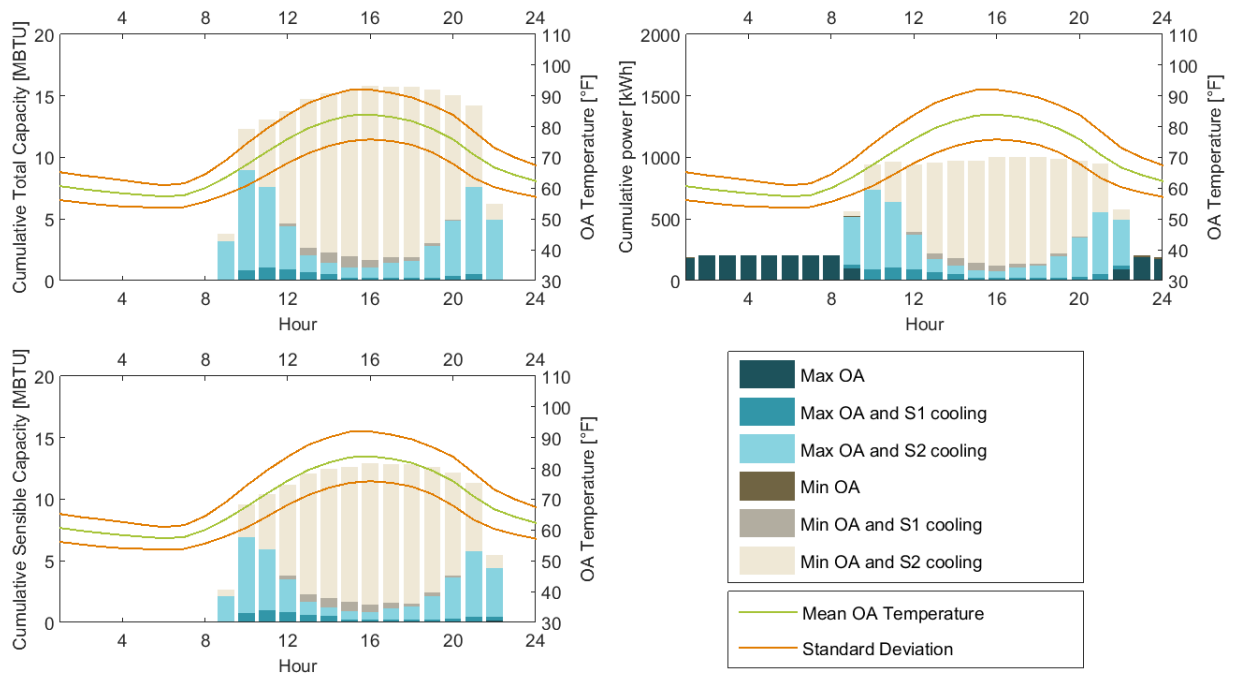 4 8 12 16 20 24
20
15
10
5
0
Cumulative Total Capacity [MBTU]
110
100
90
80
70
60
50
40
30
OA Temperature [°F]
4 8 12 16 20 24
Hour
4 8 12 16 20 24
2000
1500
1000
500
0
Cumulative power [kWh]
110
100
90
80
70
60
50
40
30
OA Temperature [°F]
4 8 12 16 20 24
Hour
4 8 12 16 20 24
20
15
10
5
0
Cumulative Sensible Capacity [MBTU]
110
100
90
80
70
60
50
40
30
OA Temperature [°F]
4 8 12 16 20 24
Hour
Max OA
Max OA and S1 cooling
Max OA and S2 cooling
Min OA
Min OA and S1 cooling
Min OA and S2 cooling
Mean OA Temperature
Standard Deviation